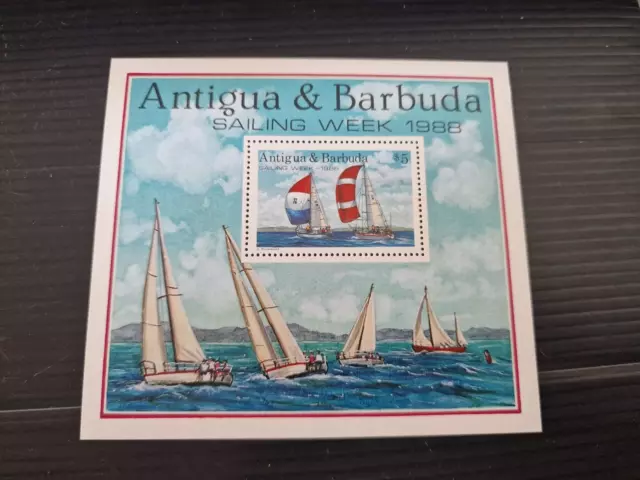 Antigua & Barbuda
SAILING WEEK 1988
Antigua & Barbuda $5
SAILING WEEK - 1988